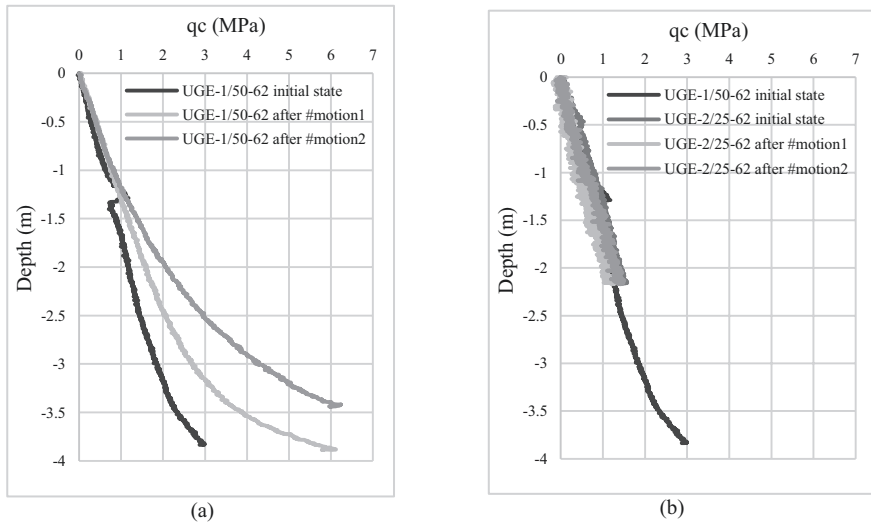 qc (MPa)
0 1 2 3 4 5 6 7
0
-0.5
-1
-1.5
-2
-2.5
-3
-3.5
-4
Depth (m)
UGE-1/50-62 initial state
UGE-1/50-62 after #motion1
UGE-1/50-62 after #motion2
(a)
qc (MPa)
0 1 2 3 4 5 6 7
0
-0.5
-1
-1.5
-2
-2.5
-3
-3.5
-4
Depth (m)
UGE-1/50-62 initial state
UGE-2/25-62 initial state
UGE-2/25-62 after #motion1
UGE-2/25-62 after #motion2
(b)